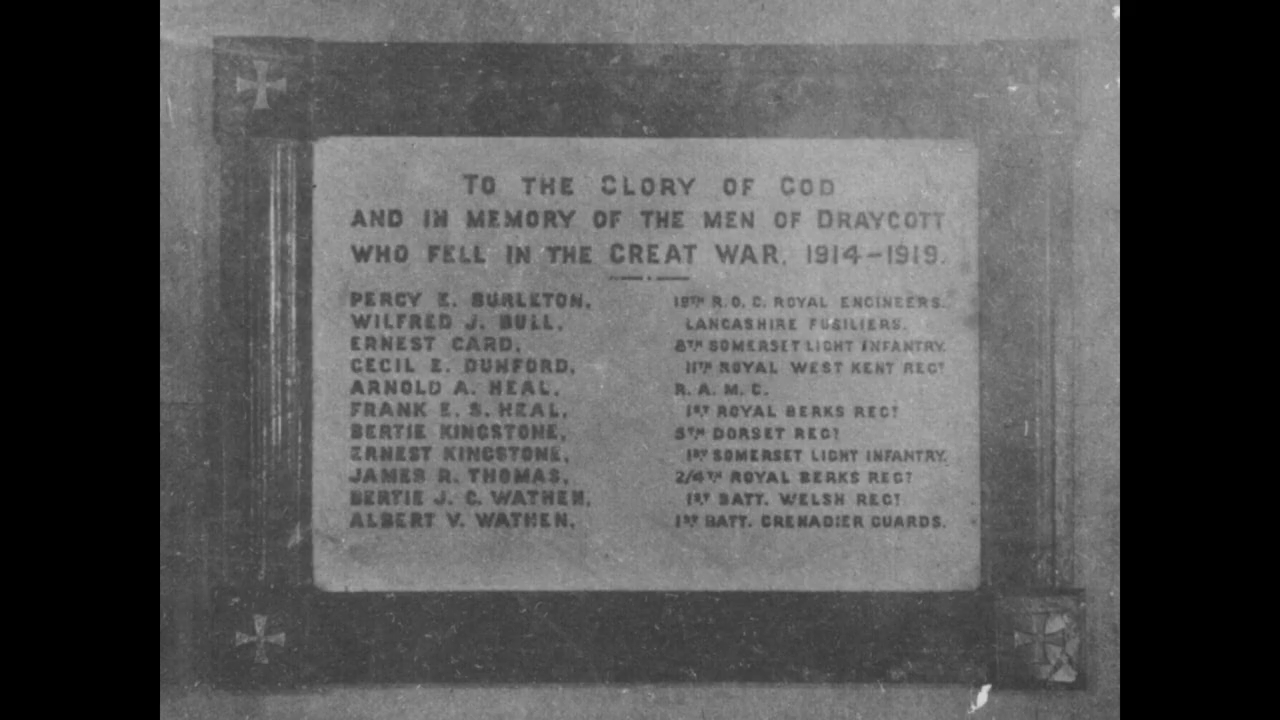 TO THE GLORY OF GOD
AND IN MEMORY OF THE MEN OF DRAYCOTT
WHO FELL IN THE GREAT WAR, 1914-1919.
PERCY E. BURLETON, 19TH R.O.C. ROYAL ENGINEERS.
WILFRED J. BULL, LANCASHIRE FUSILIERS.
ERNEST CARD, 8TH SOMERSET LIGHT INFANTRY.
CECIL E. DUNFORD, 11TH ROYAL WEST KENT REGT
ARNOLD A. HEAL, R.A.M.C.
FRANK E. S. HEAL, 1ST ROYAL BERKS REGT
BERTIE KINGSTONE, 5TH DORSET REGT
ERNEST KINGSTONE, 1ST SOMERSET LIGHT INFANTRY.
JAMES R. THOMAS, 2/4TH ROYAL BERKS REGT
BERTIE J. C. WATHEN, 1ST BATT. WELSH REGT
ALBERT V. WATHEN, 1ST BATT. GRENADIER GUARDS.